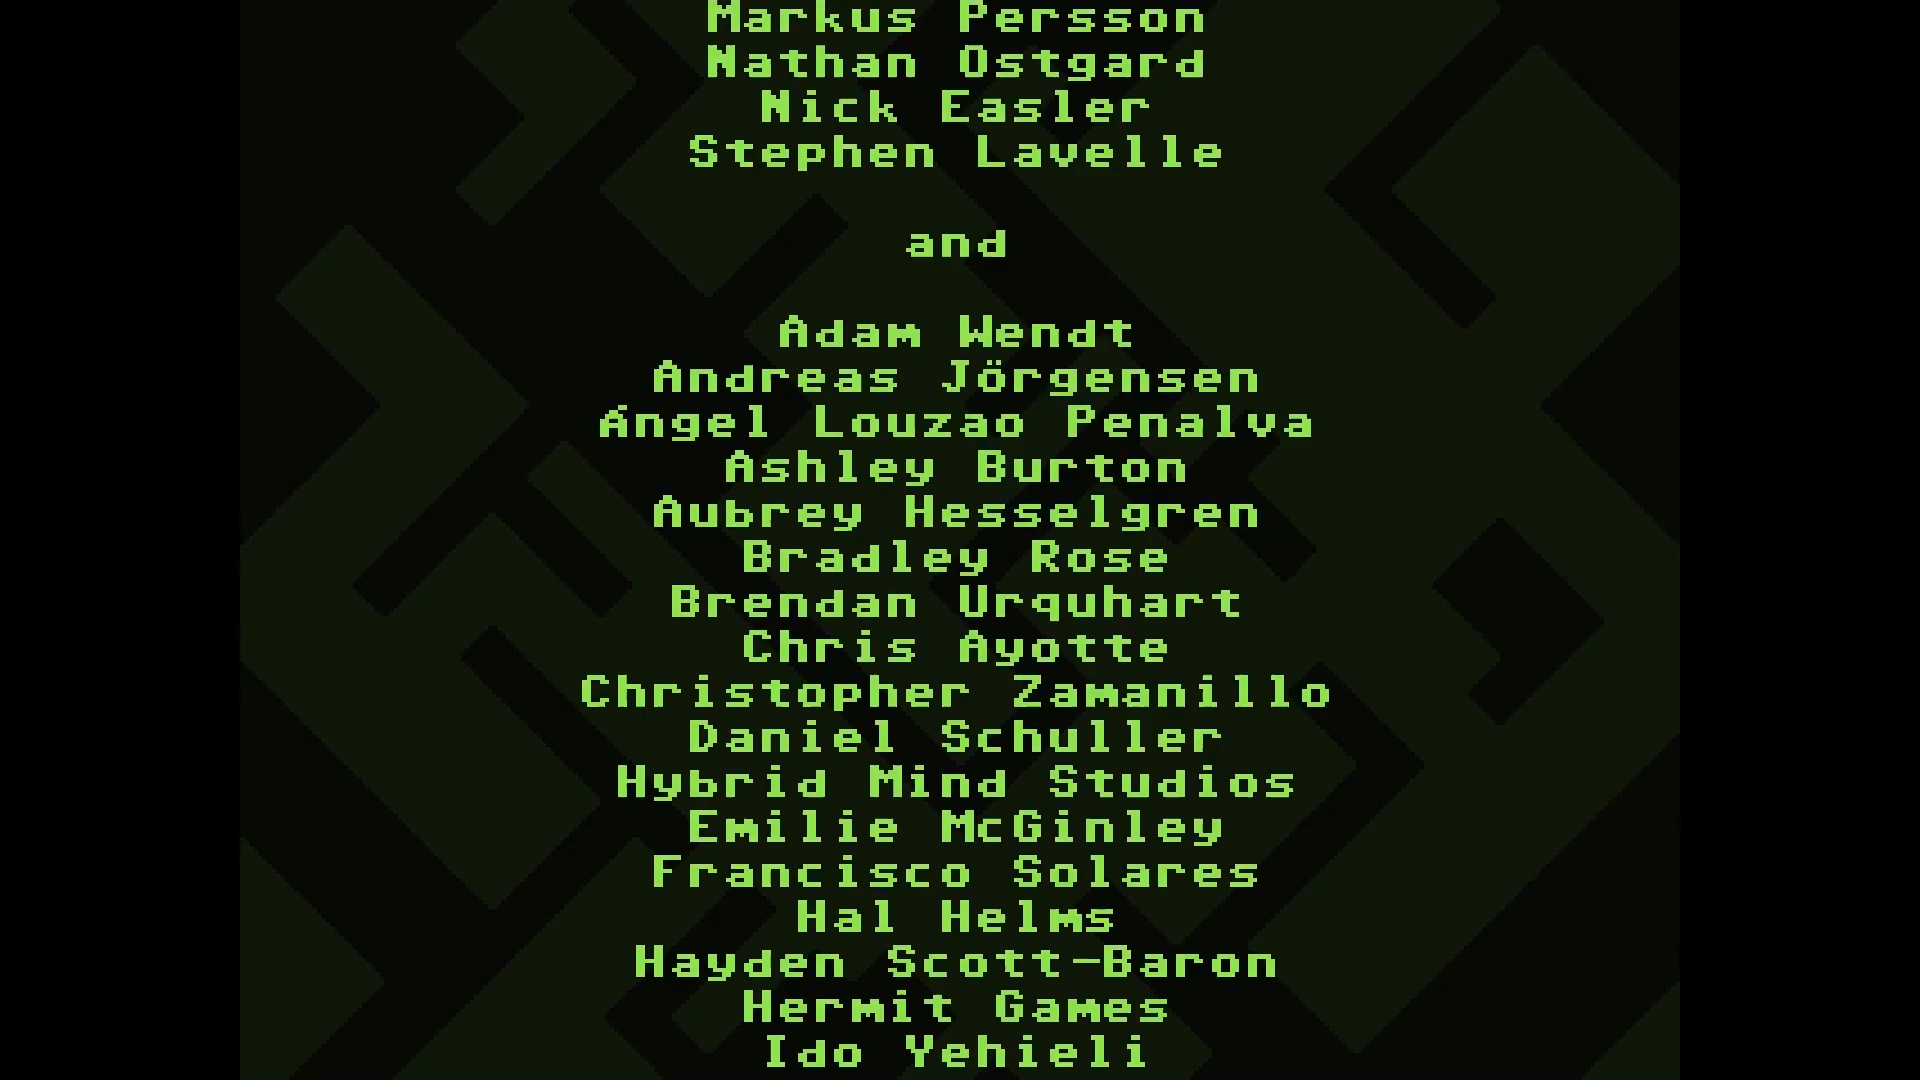 Markus Persson
Nathan Ostgard
Nick Easler
Stephen Lavelle
and
Adam Wendt
Andreas Jörgensen
Ángel Louzao Penalva
Ashley Burton
Aubrey Hesselgren
Bradley Rose
Brendan Urquhart
Chris Ayotte
Christopher Zamanillo
Daniel Schuller
Hybrid Mind Studios
Emilie McGinley
Francisco Solares
Hal Helms
Hayden Scott-Baron
Hermit Games
Ido Yehieli